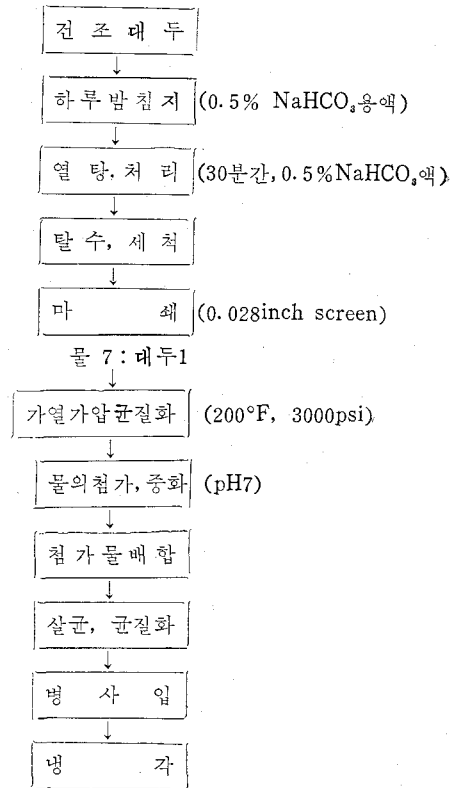 건조대두
↓
하루밤침지 (0.5% NaHCO₃용액)
↓
열탕.처리 (30분간,0.5%NaHCO₃액)
↓
탈수, 세척
↓
마쇄 (0.028inch screen)
물 7 : 대두1
↓
가열가압균질화 (200°F, 3000psi)
↓
물의첨가,중화 (pH7)
↓
첨가물배합
↓
살균, 균질화
↓
병사입
↓
냉각